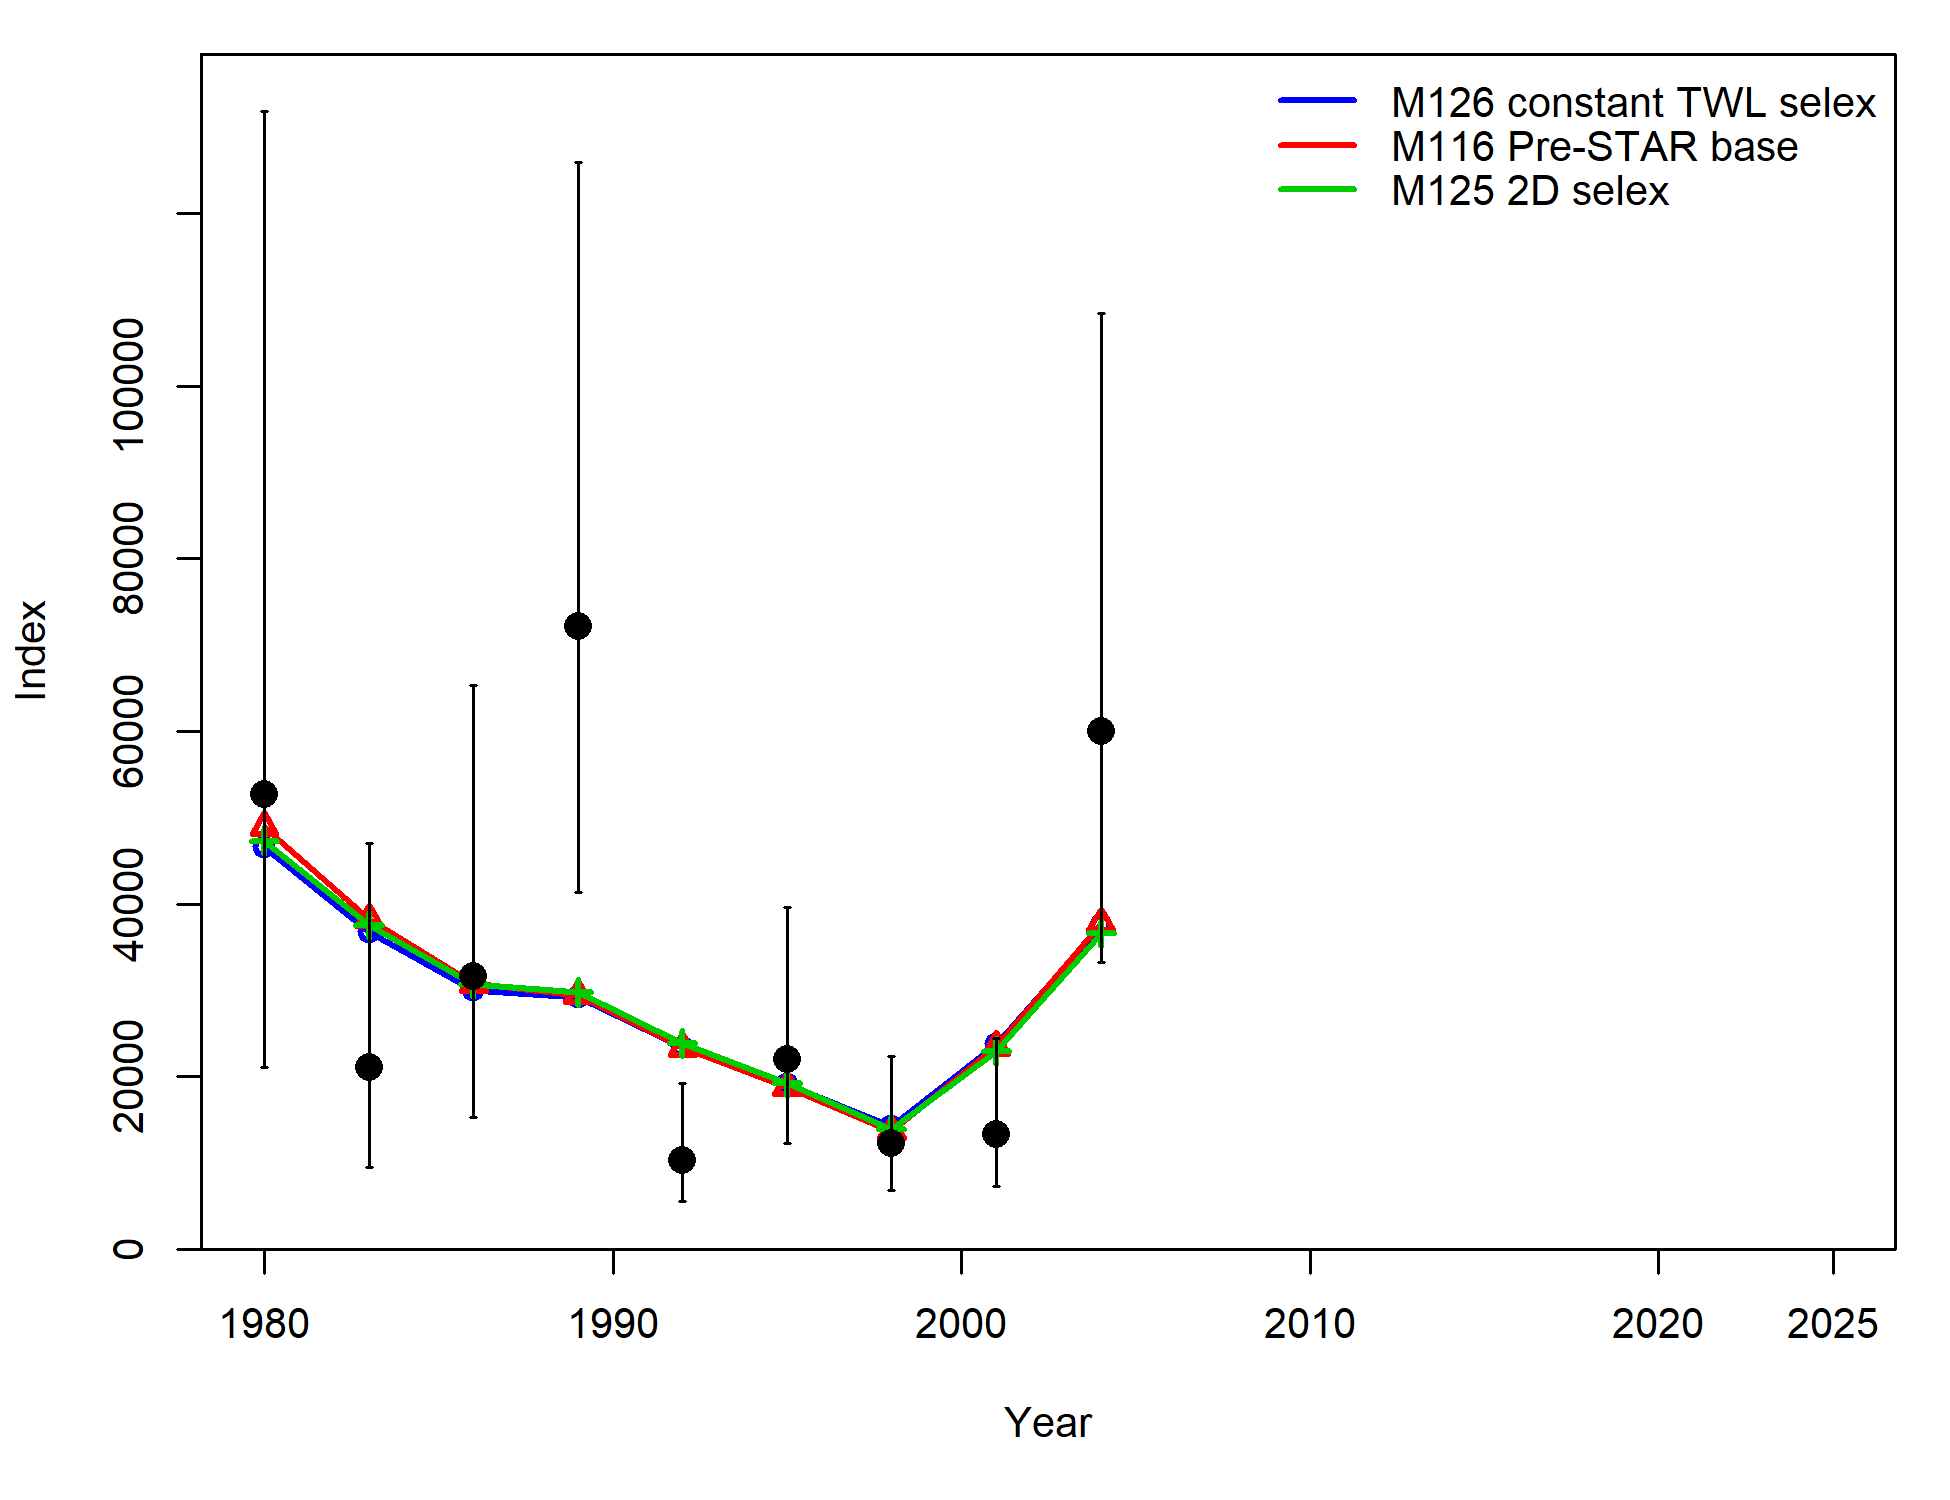 M126 constant TWL selex
M116 Pre-STAR base
M125 2D selex
Index
100000
80000
60000
40000
20000
0
1980 1990 2000 2010 2020 2025
Year